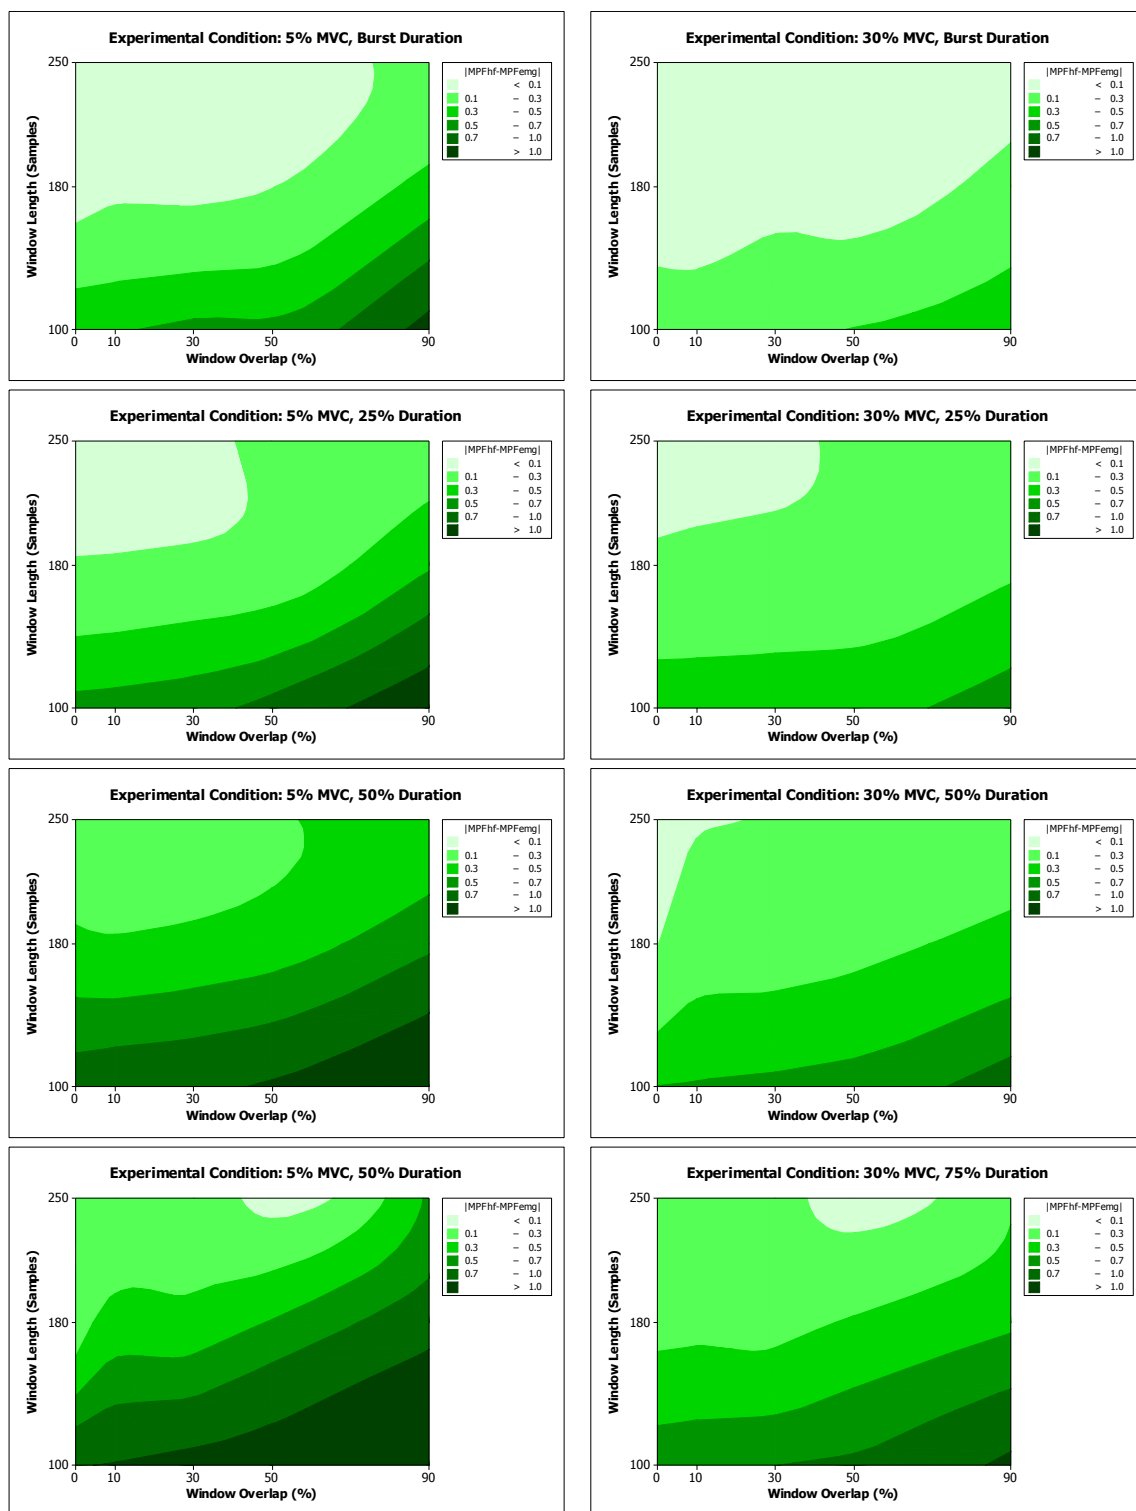 Experimental Condition: 5% MVC, Burst Duration
250
180
100
0 10 30 50 90
Window Length (Samples)
Window Overlap (%)
|MPFhf-MPFemg|
< 0.1
0.1 – 0.3
0.3 – 0.5
0.5 – 0.7
0.7 – 1.0
> 1.0
Experimental Condition: 30% MVC, Burst Duration
250
180
100
0 10 30 50 90
Window Length (Samples)
Window Overlap (%)
|MPFhf-MPFemg|
< 0.1
0.1 – 0.3
0.3 – 0.5
0.5 – 0.7
0.7 – 1.0
> 1.0
Experimental Condition: 5% MVC, 25% Duration
250
180
100
0 10 30 50 90
Window Length (Samples)
Window Overlap (%)
|MPFhf-MPFemg|
< 0.1
0.1 – 0.3
0.3 – 0.5
0.5 – 0.7
0.7 – 1.0
> 1.0
Experimental Condition: 30% MVC, 25% Duration
250
180
100
0 10 30 50 90
Window Length (Samples)
Window Overlap (%)
|MPFhf-MPFemg|
< 0.1
0.1 – 0.3
0.3 – 0.5
0.5 – 0.7
0.7 – 1.0
> 1.0
Experimental Condition: 5% MVC, 50% Duration
250
180
100
0 10 30 50 90
Window Length (Samples)
Window Overlap (%)
|MPFhf-MPFemg|
< 0.1
0.1 – 0.3
0.3 – 0.5
0.5 – 0.7
0.7 – 1.0
> 1.0
Experimental Condition: 30% MVC, 50% Duration
250
180
100
0 10 30 50 90
Window Length (Samples)
Window Overlap (%)
|MPFhf-MPFemg|
< 0.1
0.1 – 0.3
0.3 – 0.5
0.5 – 0.7
0.7 – 1.0
> 1.0
Experimental Condition: 5% MVC, 50% Duration
250
180
100
0 10 30 50 90
Window Length (Samples)
Window Overlap (%)
|MPFhf-MPFemg|
< 0.1
0.1 – 0.3
0.3 – 0.5
0.5 – 0.7
0.7 – 1.0
> 1.0
Experimental Condition: 30% MVC, 75% Duration
250
180
100
0 10 30 50 90
Window Length (Samples)
Window Overlap (%)
|MPFhf-MPFemg|
< 0.1
0.1 – 0.3
0.3 – 0.5
0.5 – 0.7
0.7 – 1.0
> 1.0